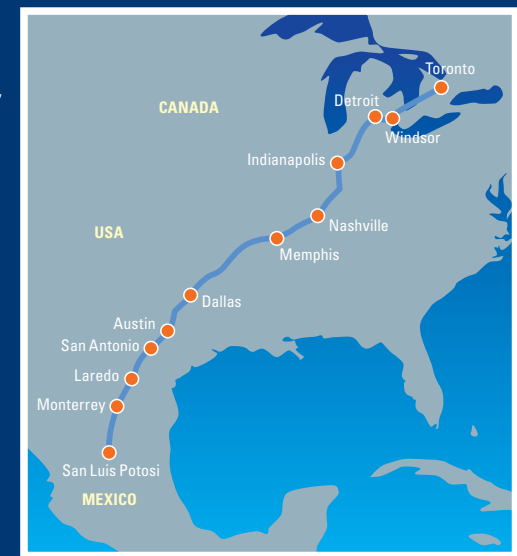 Toronto
Detroit
CANADA
Windsor
Indianapolis
Nashville
USA
Memphis
Dallas
Austin
San Antonio
Laredo
Monterrey
San Luis Potosi
MEXICO